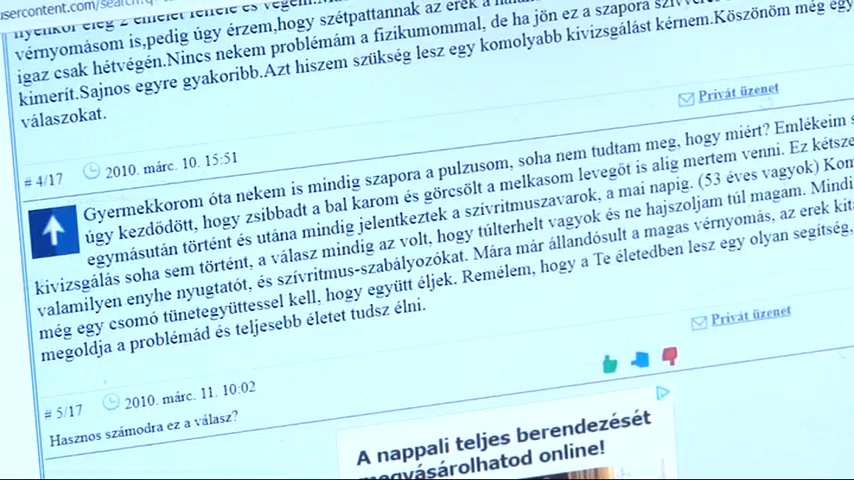 usercontent.com/search?q
vérnyomásom is,pedig úgy érzem,hogy szétpattannak az erek a
igaz csak hétvégén.Nincs nekem problémám a fizikumommal, de ha jön ez a szapora szívverés
kimerít.Sajnos egyre gyakoribb.Azt hiszem szükség lesz egy komolyabb kivizsgálást kérnem.Köszönöm még egy
válaszokat.
Privát üzenet
# 4/17 2010. márc. 10. 15:51
Gyermekkorom óta nekem is mindig szapora a pulzusom, soha nem tudtam meg, hogy miért? Emlékeim s
úgy kezdődött, hogy zsibbadt a bal karom és görcsölt a melkasom levegőt is alig mertem venni. Ez kétsze
egymásután történt és utána mindig jelentkeztek a szívritmuszavarok, a mai napig. (53 éves vagyok) Kom
kivizsgálás soha sem történt, a válasz mindig az volt, hogy túlterhelt vagyok és ne hajszoljam túl magam. Mindi
valamilyen enyhe nyugtatót, és szívritmus-szabályozókat. Mára már állandósult a magas vérnyomás, az erek kita
még egy csomó tünetegyüttessel kell, hogy együtt éljek. Remélem, hogy a Te életedben lesz egy olyan segítség,
megoldja a problémád és teljesebb életet tudsz élni.
Privát üzenet
# 5/17 2010. márc. 11. 10:02
Hasznos számodra ez a válasz?
A nappali teljes berendezését
megvásárolhatod online!